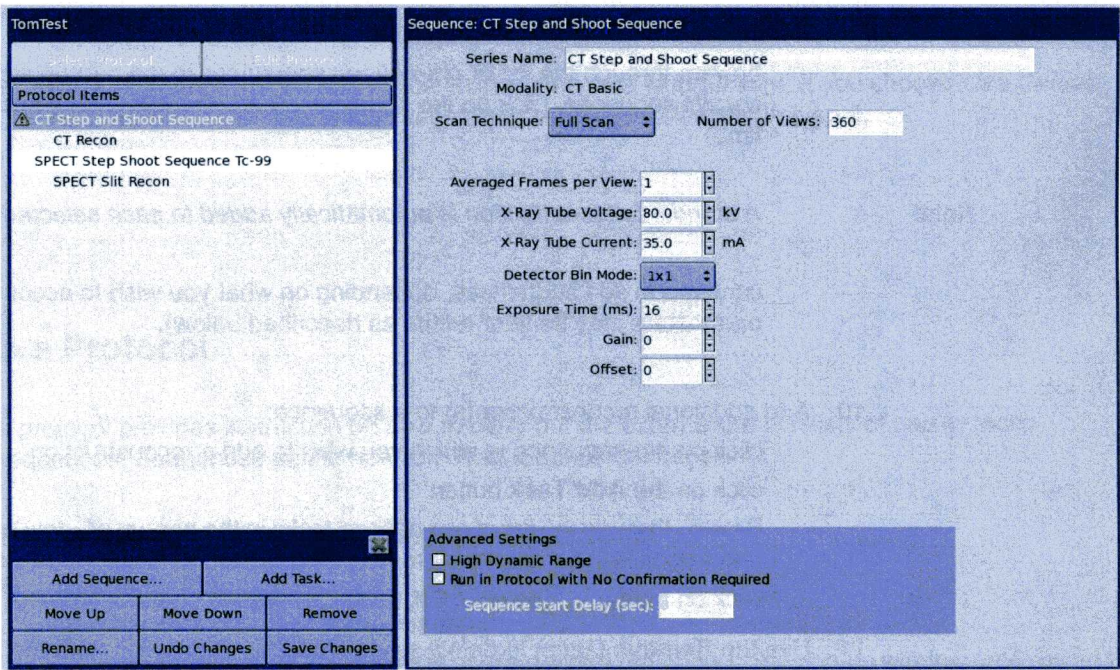 TomTest
Select Protocol
Edit Protocol
Protocol Items
CT Step and Shoot Sequence
CT Recon
SPECT Step Shoot Sequence Tc-99
SPECT Slit Recon
Add Sequence...
Add Task...
Move Up
Move Down
Remove
Rename...
Undo Changes
Save Changes
Sequence: CT Step and Shoot Sequence
Series Name: CT Step and Shoot Sequence
Modality: CT Basic
Scan Technique: Full Scan Number of Views: 360
Averaged Frames per View: 1
X-Ray Tube Voltage: 80.0 kV
X-Ray Tube Current: 35.0 mA
Detector Bin Mode: 1x1
Exposure Time (ms): 16
Gain: 0
Offset: 0
Advanced Settings
High Dynamic Range
Run in Protocol with No Confirmation Required
Sequence start Delay (sec):